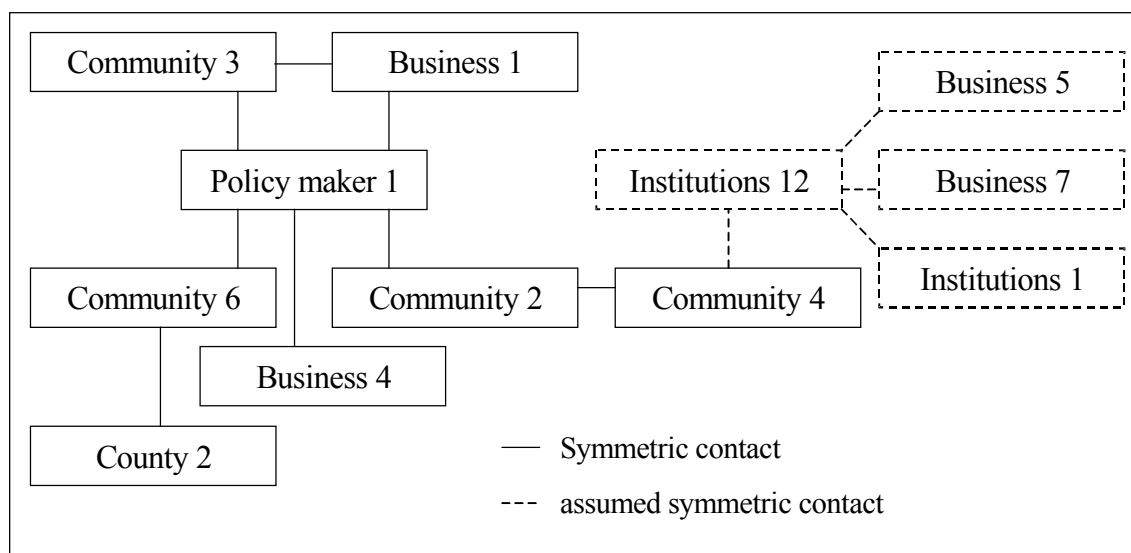 Community 3
Business 1
Business 5
Policy maker 1
Institutions 12
Business 7
Community 6
Community 2
Community 4
Institutions 1
Business 4
County 2
Symmetric contact
assumed symmetric contact